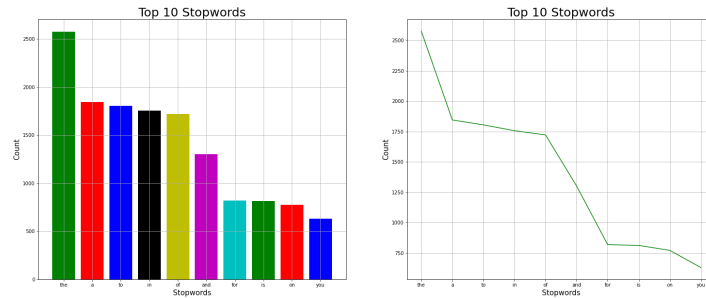 Top 10 Stopwords
Count
2500
2000
1500
1000
500
0
the a to in of and for is on you
Stopwords
Top 10 Stopwords
Count
2500
2250
2000
1750
1500
1250
1000
750
the a to in of and for is on you
Stopwords